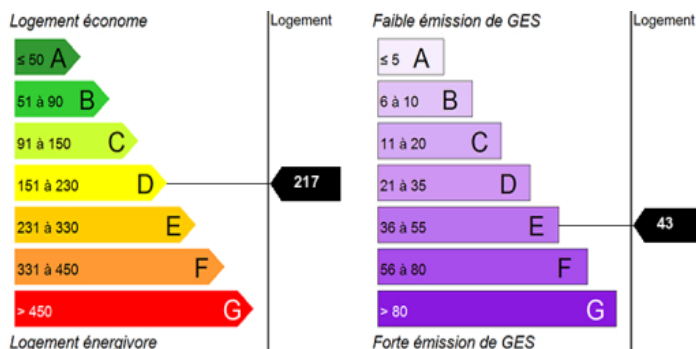 Logement économe
Logement
≤ 50 A
51 à 90 B
91 à 150 C
151 à 230 D
217
231 à 330 E
331 à 450 F
> 450 G
Logement énergivore
Faible émission de GES
Logement
≤ 5 A
6 à 10 B
11 à 20 C
21 à 35 D
36 à 55 E
43
56 à 80 F
> 80 G
Forte émission de GES